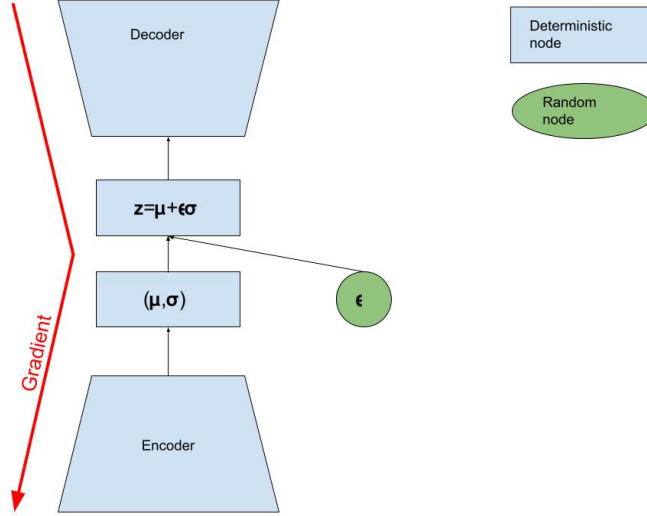 Decoder
Deterministic
node
Random
node
z=μ+ϵσ
(μ,σ)
ϵ
Gradient
Encoder